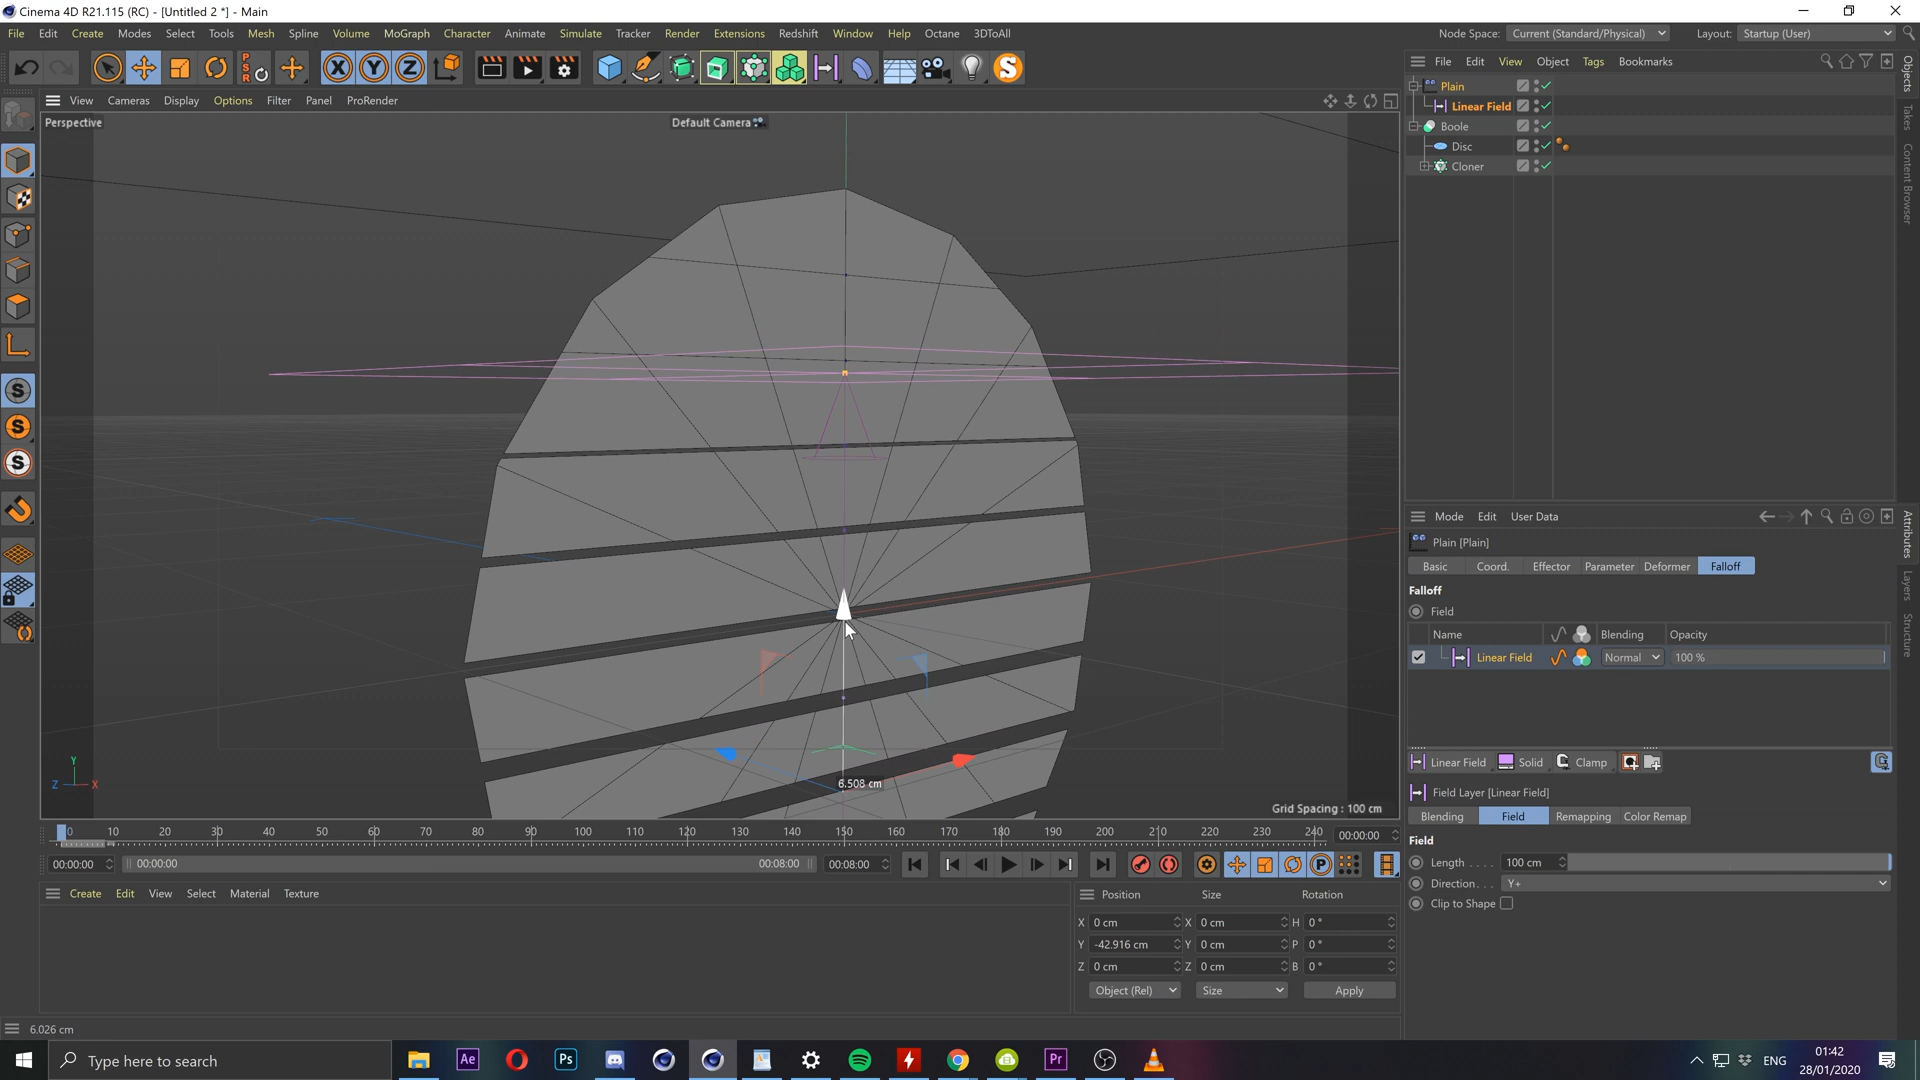 Cinema 4D R21.115 (RC) - [Untitled 2 *] - Main
File Edit Create Modes Select Tools Mesh Spline Volume MoGraph Character Animate Simulate Tracker Render Extensions Redshift Window Help Octane 3DToAll
Node Space: Current (Standard/Physical) Layout: Startup (User)
P S R
X Y Z
File Edit View Object Tags Bookmarks
View Cameras Display Options Filter Panel ProRender
Perspective
Default Camera
Plain
Linear Field
Boole
Disc
Cloner
Objects
Takes
Content Browser
Mode Edit User Data
Plain [Plain]
Basic Coord. Effector Parameter Deformer Falloff
Falloff
Field
Name Blending Opacity
Linear Field Normal 100 %
Attributes
Layers
Structure
6.508 cm
Grid Spacing : 100 cm
Y
Z X
Linear Field Solid Clamp
Field Layer [Linear Field]
Blending Field Remapping Color Remap
Field
Length . . . . 100 cm
Direction. . . Y+
Clip to Shape
0 10 20 30 40 50 60 70 80 90 100 110 120 130 140 150 160 170 180 190 200 210 220 230 240 00:00:00
00:00:00 00:00:00 00:08:00 00:08:00
P
Create Edit View Select Material Texture
Position Size Rotation
X 0 cm X 0 cm H 0 °
Y -42.916 cm Y 0 cm P 0 °
Z 0 cm Z 0 cm B 0 °
Object (Rel) Size Apply
6.026 cm
Type here to search
Ae
Ps
Pr
ENG
01:42
28/01/2020